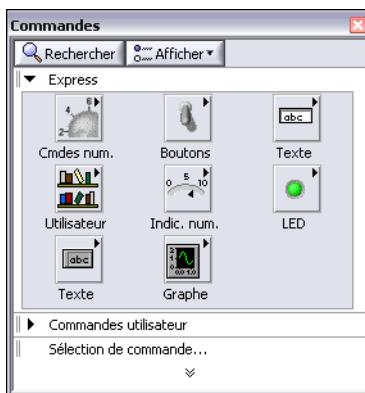 Commandes
Rechercher Afficher
Express
Cmdes num. Boutons Texte
Utilisateur Indic. num. LED
Texte Graphe
Commandes utilisateur
Sélection de commande...